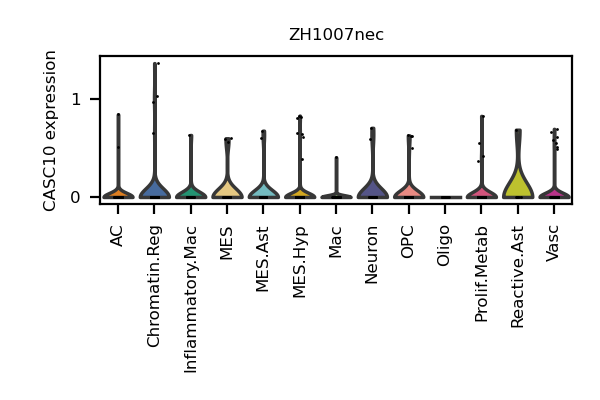 ZH1007nec
CASC10 expression
1
0
AC
Chromatin.Reg
Inflammatory.Mac
MES
MES.Ast
MES.Hyp
Mac
Neuron
OPC
Oligo
Prolif.Metab
Reactive.Ast
Vasc